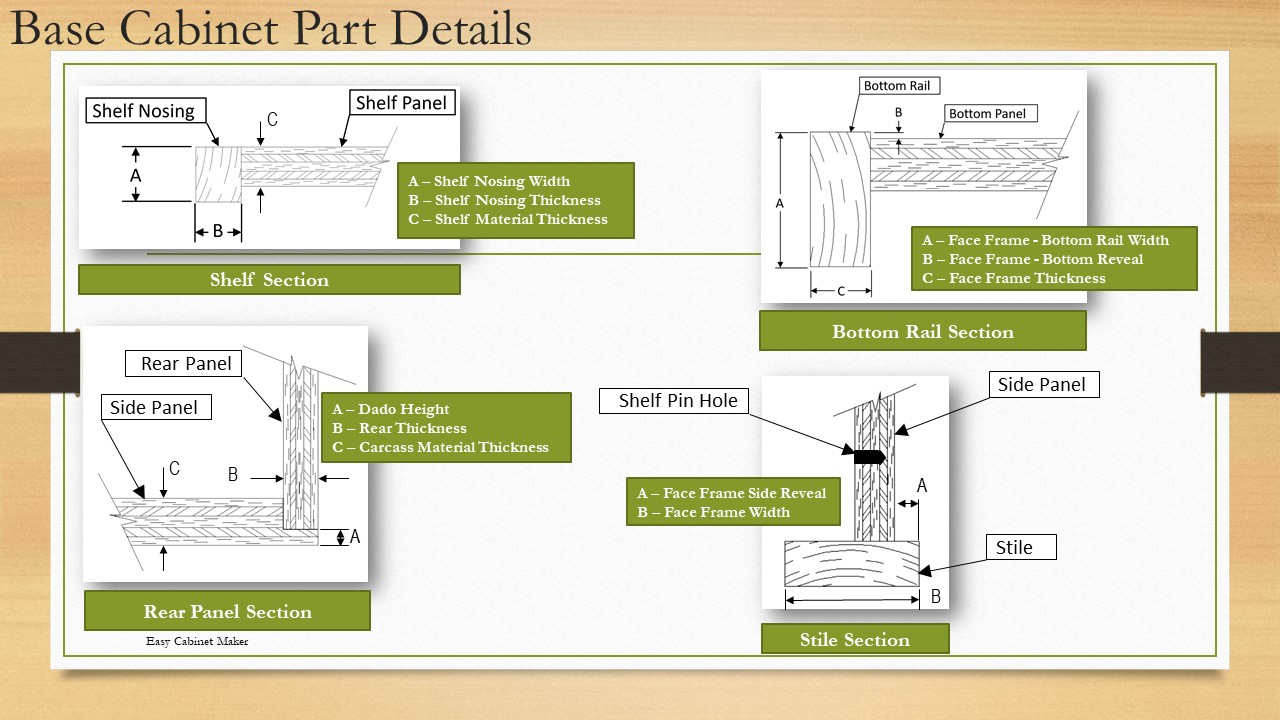 Base Cabinet Part Details
Shelf Nosing
Shelf Panel
C
A
B
A – Shelf Nosing Width
B – Shelf Nosing Thickness
C – Shelf Material Thickness
Shelf Section
Bottom Rail
B
Bottom Panel
A
C
A – Face Frame - Bottom Rail Width
B – Face Frame - Bottom Reveal
C – Face Frame Thickness
Bottom Rail Section
Rear Panel
Side Panel
C
B
A
A – Dado Height
B – Rear Thickness
C – Carcass Material Thickness
Rear Panel Section
Easy Cabinet Maker
Shelf Pin Hole
Side Panel
A – Face Frame Side Reveal
B – Face Frame Width
A
Stile
B
Stile Section